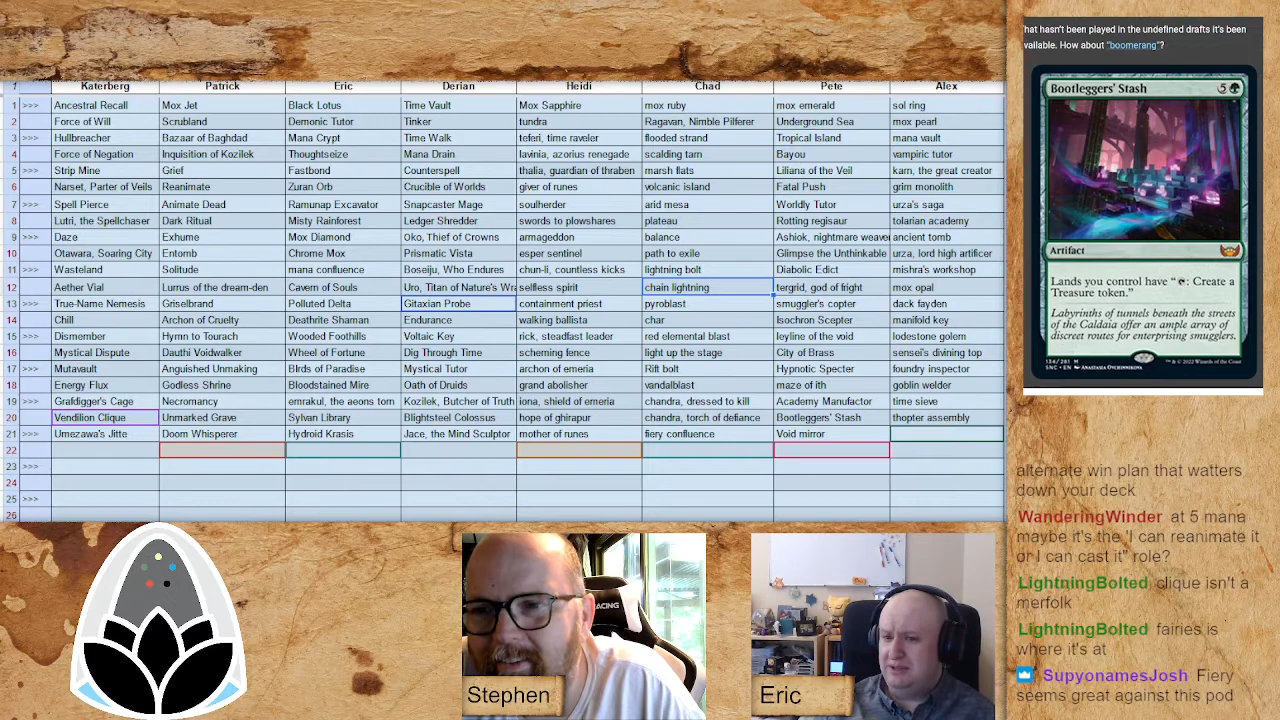 Katerberg Patrick Eric Derian Heidi Chad Pete Alex
1 >>> Ancestral Recall Mox Jet Black Lotus Time Vault Mox Sapphire mox ruby mox emerald sol ring
2 Force of Will Scrubland Demonic Tutor Tinker tundra Ragavan, Nimble Pilferer Underground Sea mox pearl
3 >>> Hullbreacher Bazaar of Baghdad Mana Crypt Time Walk teferi, time raveler flooded strand Tropical Island mana vault
4 Force of Negation Inquisition of Kozilek Thoughtseize Mana Drain lavinia, azorius renegade scalding tarn Bayou vampiric tutor
5 >>> Strip Mine Grief Fastbond Counterspell thalia, guardian of thraben marsh flats Liliana of the Veil karn, the great creator
6 Narset, Parter of Veils Reanimate Zuran Orb Crucible of Worlds giver of runes volcanic island Fatal Push grim monolith
7 >>> Spell Pierce Animate Dead Ramunap Excavator Snapcaster Mage soulherder arid mesa Worldly Tutor urza's saga
8 Lutri, the Spellchaser Dark Ritual Misty Rainforest Ledger Shredder swords to plowshares plateau Rotting regisaur tolarian academy
9 >>> Daze Exhume Mox Diamond Oko, Thief of Crowns armageddon balance Ashiok, nightmare weaver ancient tomb
10 Otawara, Soaring City Entomb Chrome Mox Prismatic Vista esper sentinel path to exile Glimpse the Unthinkable urza, lord high artificer
11 >>> Wasteland Solitude mana confluence Boseiju, Who Endures chun-li, countless kicks lightning bolt Diabolic Edict mishra's workshop
12 Aether Vial Lurrus of the dream-den Cavern of Souls Uro, Titan of Nature's Wra selfless spirit chain lightning tergrid, god of fright mox opal
13 >>> True-Name Nemesis Griselbrand Polluted Delta Gitaxian Probe containment priest pyroblast smuggler's copter dack fayden
14 Chill Archon of Cruelty Deathrite Shaman Endurance walking ballista char Isochron Scepter manifold key
15 >>> Dismember Hymn to Tourach Wooded Foothills Voltaic Key rick, steadfast leader red elemental blast leyline of the void lodestone golem
16 Mystical Dispute Dauthi Voidwalker Wheel of Fortune Dig Through Time scheming fence light up the stage City of Brass sensei's divining top
17 >>> Mutavault Anguished Unmaking BIrds of Paradise Mystical Tutor archon of emeria Rift bolt Hypnotic Specter foundry inspector
18 Energy Flux Godless Shrine Bloodstained Mire Oath of Druids grand abolisher vandalblast maze of ith goblin welder
19 >>> Grafdigger's Cage Necromancy emrakul, the aeons torn Kozilek, Butcher of Truth iona, shield of emeria chandra, dressed to kill Academy Manufactor time sieve
20 Vendilion Clique Unmarked Grave Sylvan Library Blightsteel Colossus hope of ghirapur chandra, torch of defiance Bootleggers' Stash thopter assembly
21 >>> Umezawa's Jitte Doom Whisperer Hydroid Krasis Jace, the Mind Sculptor mother of runes fiery confluence Void mirror
22
23 >>>
24
25 >>>
26
hat hasn't been played in the undefined drafts it's been
vailable. How about "boomerang"?
Bootleggers' Stash 5
Artifact
Lands you control have “: Create a
Treasure token.”
Labyrinths of tunnels beneath the streets
of the Caldaia offer an ample array of
discreet routes for enterprising smugglers.
alternate win plan that watters
down your deck
WanderingWinder at 5 mana
maybe it's the 'I can reanimate it
or I can cast it" role?
LightningBolted clique isn't a
merfolk
LightningBolted fairies is
where it's at
SupyonamesJosh Fiery
seems great against this pod
RACING
Stephen
Eric